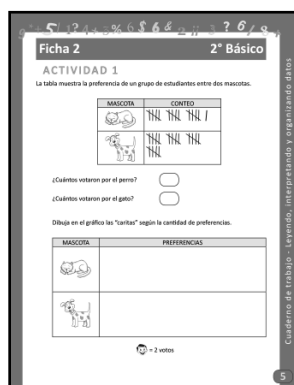 Ficha 2
2° Básico
ACTIVIDAD 1
La tabla muestra la preferencia de un grupo de estudiantes entre dos mascotas.
MASCOTA CONTEO
¿Cuántos votaron por el perro?
¿Cuántos votaron por el gato?
Dibuja en el gráfico las "caritas" según la cantidad de preferencias.
MASCOTA PREFERENCIAS
= 2 votos
Cuaderno de trabajo - Leyendo, interpretando y organizando datos
5